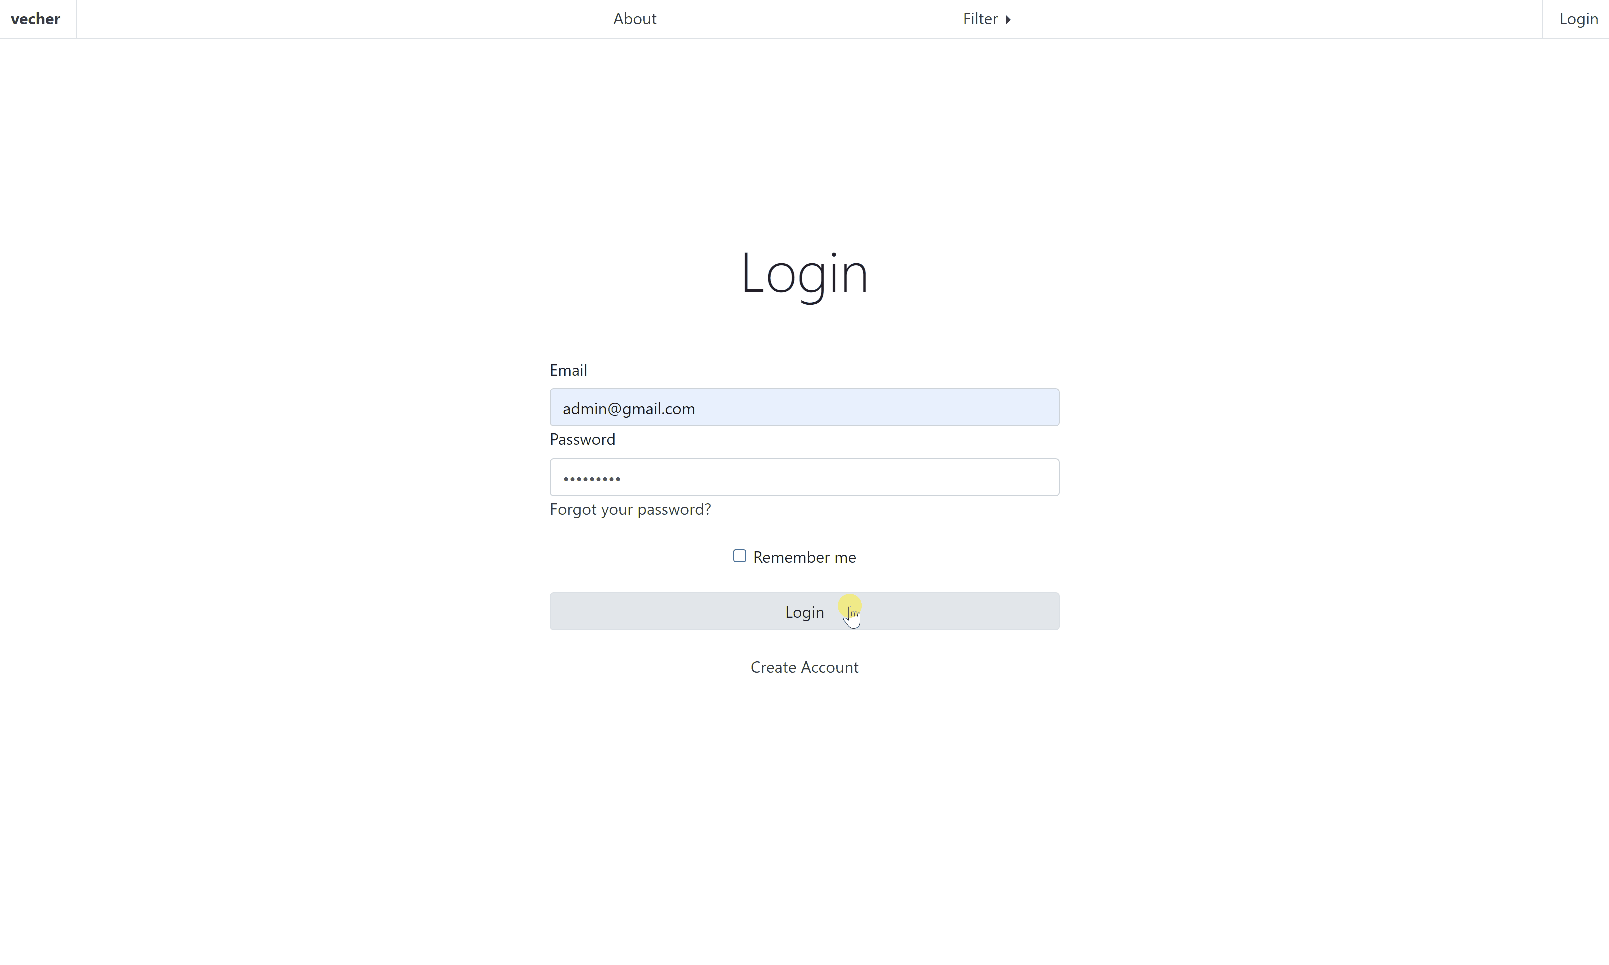 vecher
About
Filter
Login
Login
Email
admin@gmail.com
Password
•••••••••
Forgot your password?
Remember me
Login
Create Account